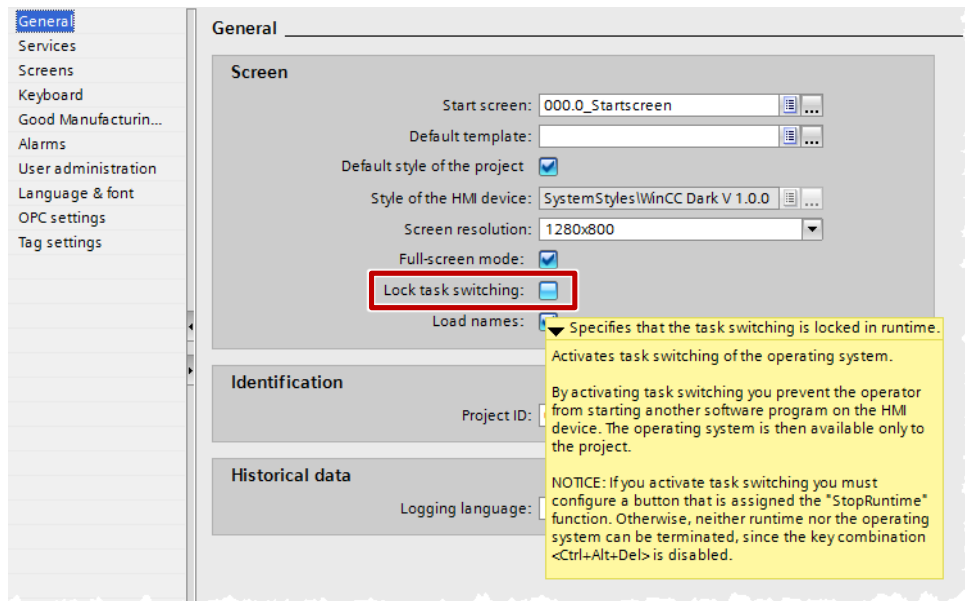 General
Services
Screens
Keyboard
Good Manufacturin...
Alarms
User administration
Language & font
OPC settings
Tag settings
General
Screen
Start screen: 000.0_Startscreen ...
Default template: ...
Default style of the project
Style of the HMI device: SystemStyles\WinCC Dark V 1.0.0 ...
Screen resolution: 1280x800
Full-screen mode:
Lock task switching:
Load names:
Specifies that the task switching is locked in runtime.
Activates task switching of the operating system.
By activating task switching you prevent the operator
from starting another software program on the HMI
device. The operating system is then available only to
the project.
NOTICE: If you activate task switching you must
configure a button that is assigned the "StopRuntime"
function. Otherwise, neither runtime nor the operating
system can be terminated, since the key combination
<Ctrl+Alt+Del> is disabled.
Identification
Project ID:
Historical data
Logging language: